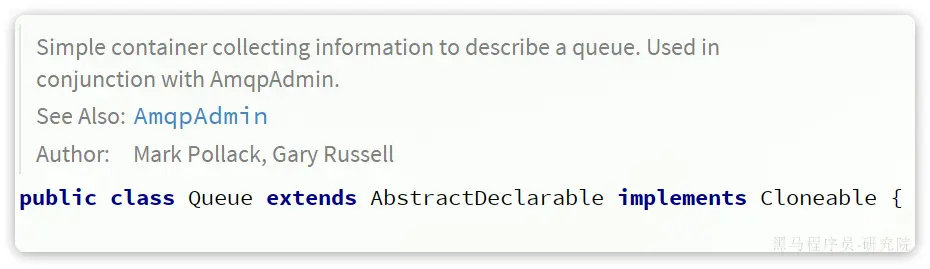 Simple container collecting information to describe a queue. Used in
conjunction with AmqpAdmin.
See Also: AmqpAdmin
Author: Mark Pollack, Gary Russell
public class Queue extends AbstractDeclarable implements Cloneable {
黑马程序员-研究院